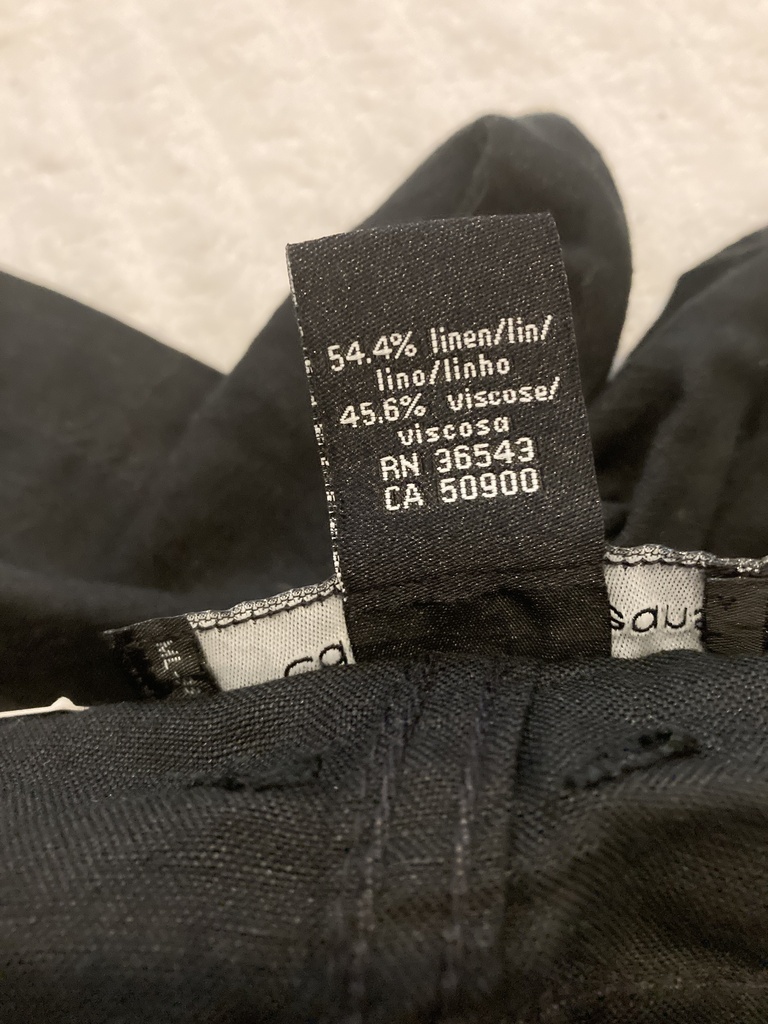 54.4% linen/lin/
lino/linho
45.6% viscose/
viscosa
RN 36543
CA 50900